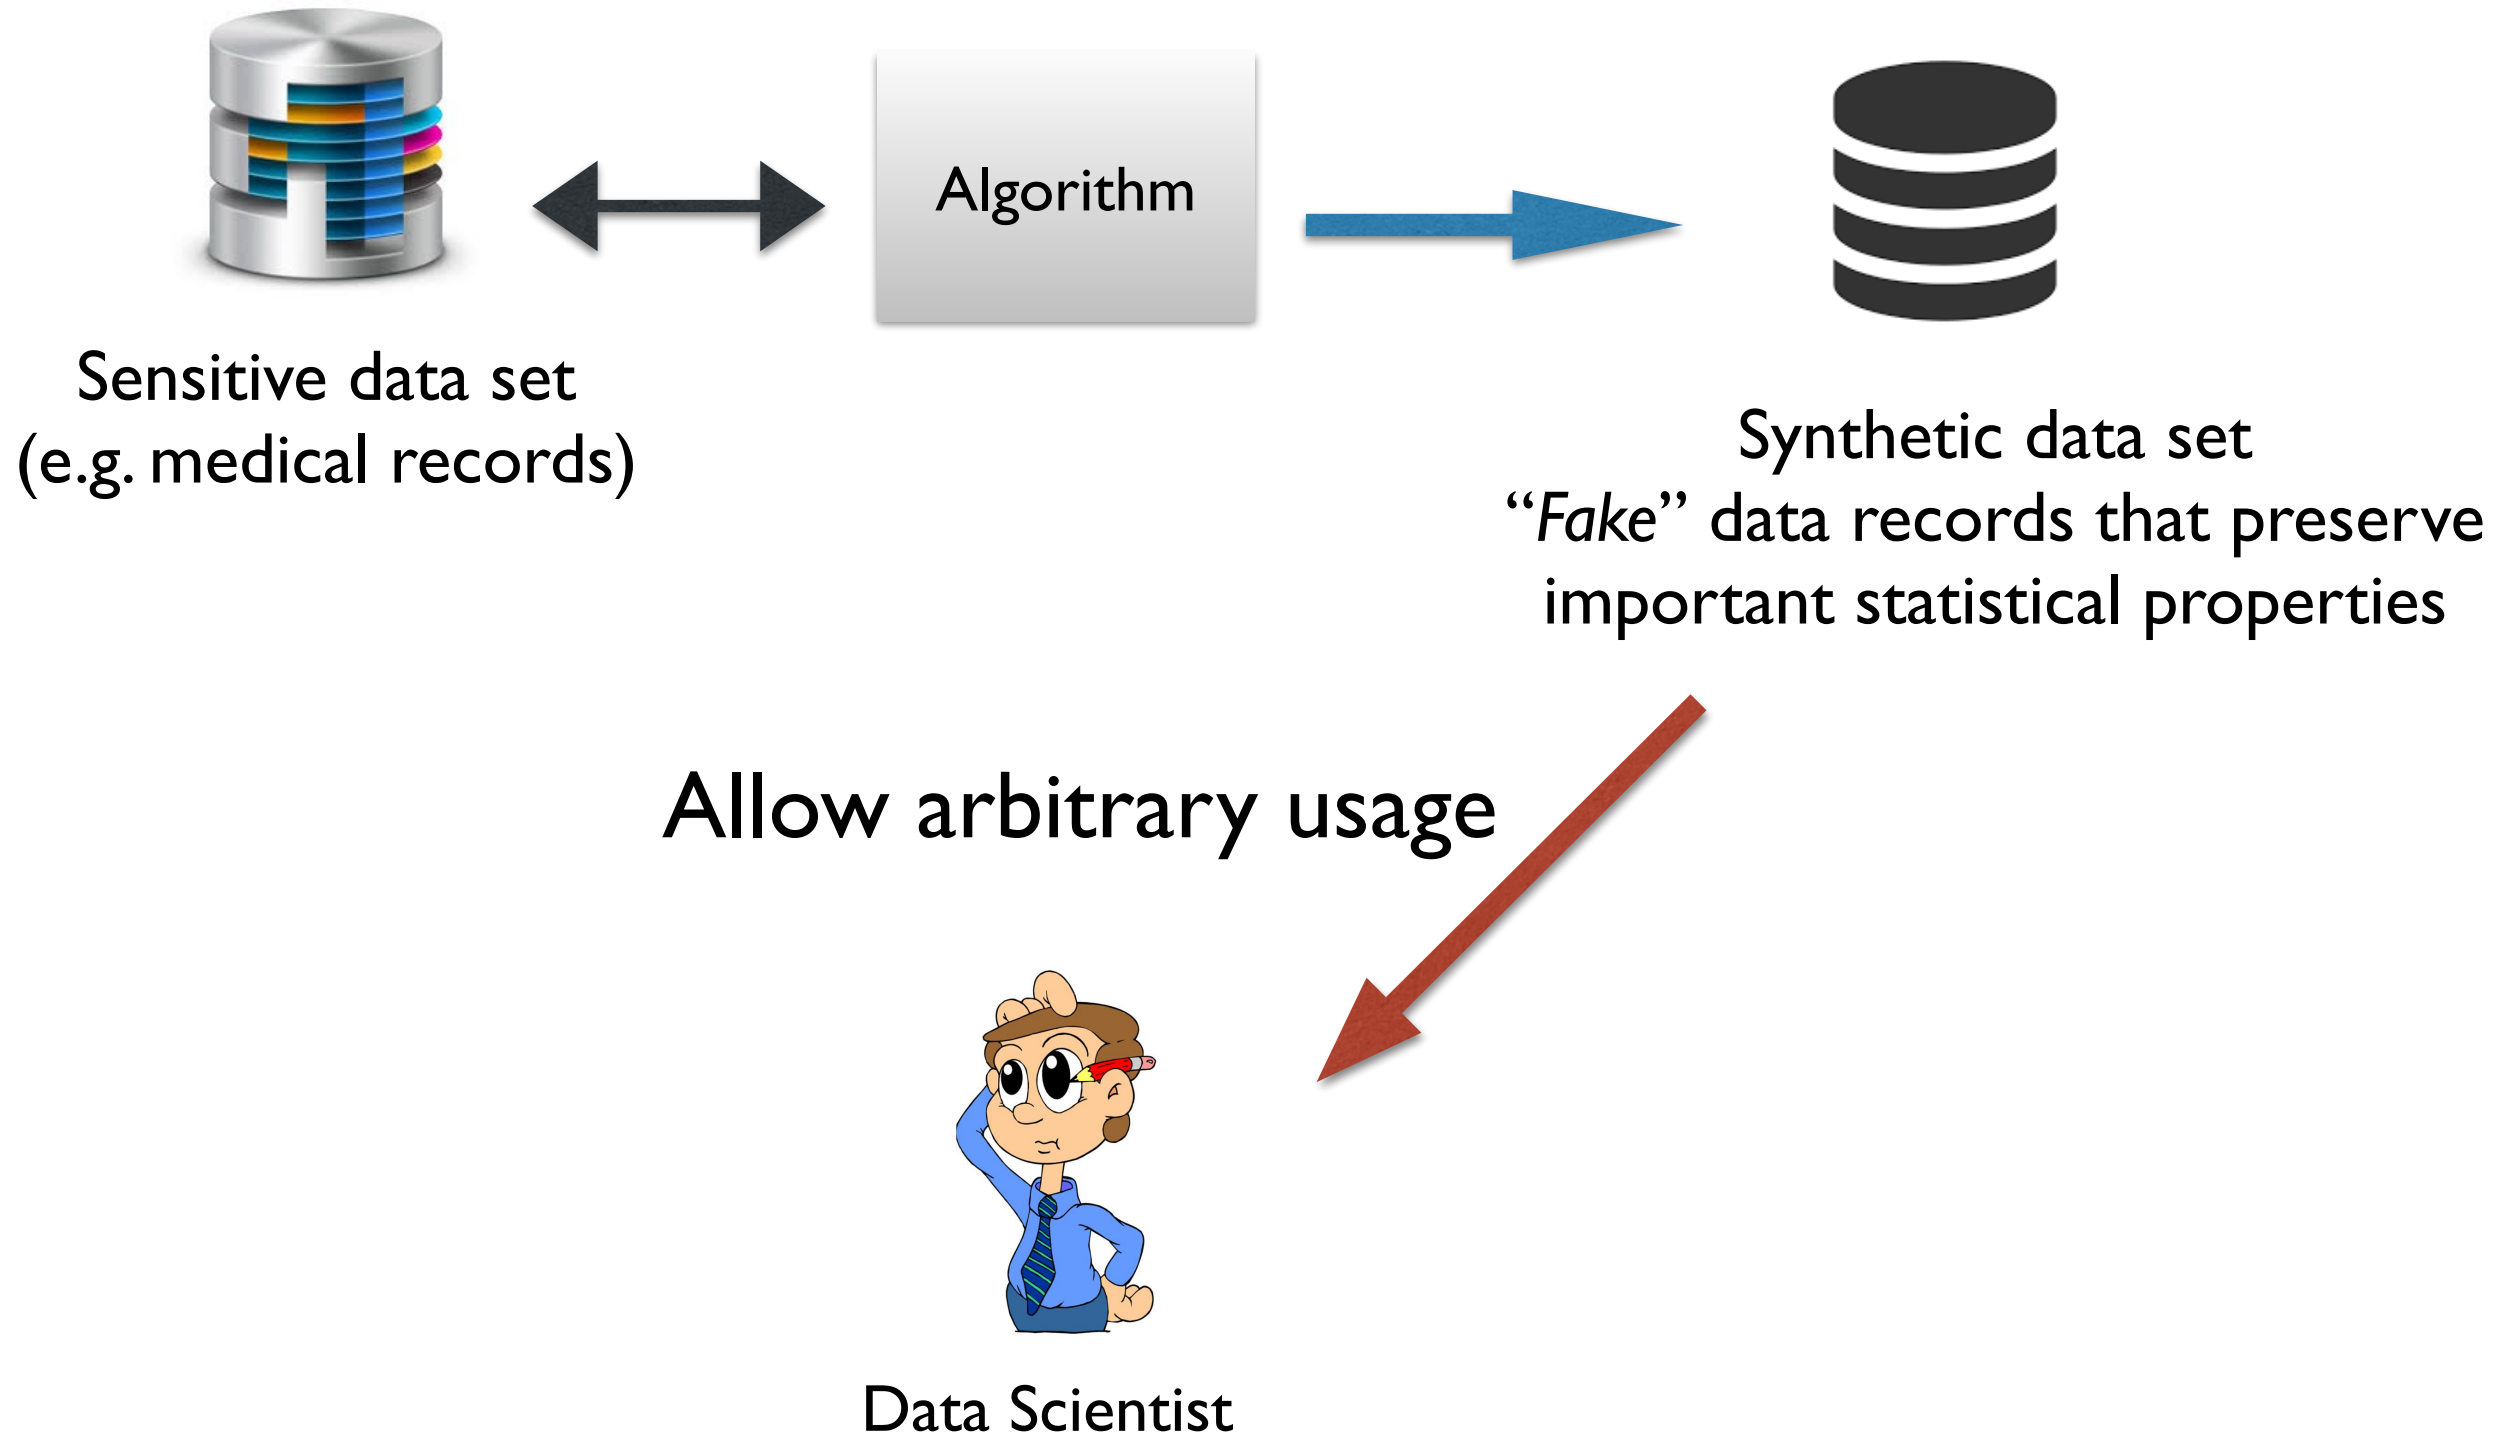 Algorithm
Sensitive data set
(e.g. medical records)
Synthetic data set
“Fake” data records that preserve
important statistical properties
Allow arbitrary usage
Data Scientist